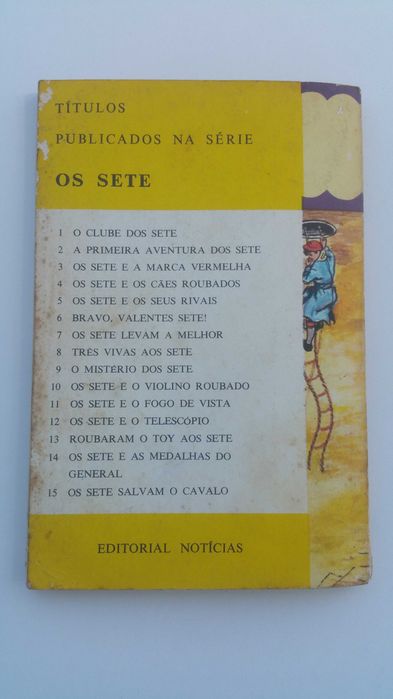 TÍTULOS
PUBLICADOS NA SÉRIE
OS SETE
1 O CLUBE DOS SETE
2 A PRIMEIRA AVENTURA DOS SETE
3 OS SETE E A MARCA VERMELHA
4 OS SETE E OS CÃES ROUBADOS
5 OS SETE E OS SEUS RIVAIS
6 BRAVO, VALENTES SETE!
7 OS SETE LEVAM A MELHOR
8 TRÊS VIVAS AOS SETE
9 O MISTÉRIO DOS SETE
10 OS SETE E O VIOLINO ROUBADO
11 OS SETE E O FOGO DE VISTA
12 OS SETE E O TELESCÓPIO
13 ROUBARAM O TOY AOS SETE
14 OS SETE E AS MEDALHAS DO
GENERAL
15 OS SETE SALVAM O CAVALO
EDITORIAL NOTÍCIAS